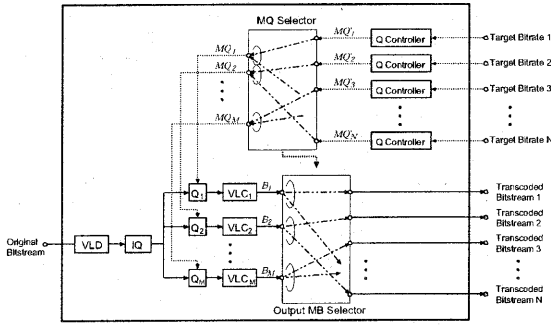 MQ Selector
MQ1
MQ2
MQM
MQ'1
MQ'2
MQ'3
MQ'N
Q Controller
Q Controller
Q Controller
Q Controller
Target Bitrate 1
Target Bitrate 2
Target Bitrate 3
Target Bitrate N
Original
Bitstream
VLD
IQ
Q1
VLC1
B1
Q2
VLC2
B2
QM
VLCM
BM
Output MB Selector
Transcoded
Bitstream 1
Transcoded
Bitstream 2
Transcoded
Bitstream 3
Transcoded
Bitstream N